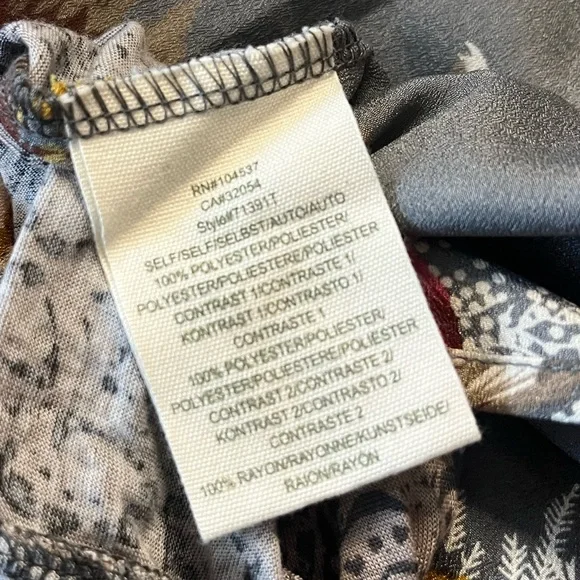 RN#104537
CA#32054
Style#71391T
SELF/SELF/SELBST/AUTO/AUTO
100% POLYESTER/POLIESTER/
POLYESTER/POLIESTERE/POLIESTER
CONTRAST 1/CONTRASTE 1/
KONTRAST 1/CONTRASTO 1/
CONTRASTE 1
100% POLYESTER/POLIESTER/
POLYESTER/POLIESTERE/POLIESTER
CONTRAST 2/CONTRASTE 2/
KONTRAST 2/CONTRASTO 2/
CONTRASTE 2
100% RAYON/RAYONNE/KUNSTSEIDE/
RAION/RAYÓN